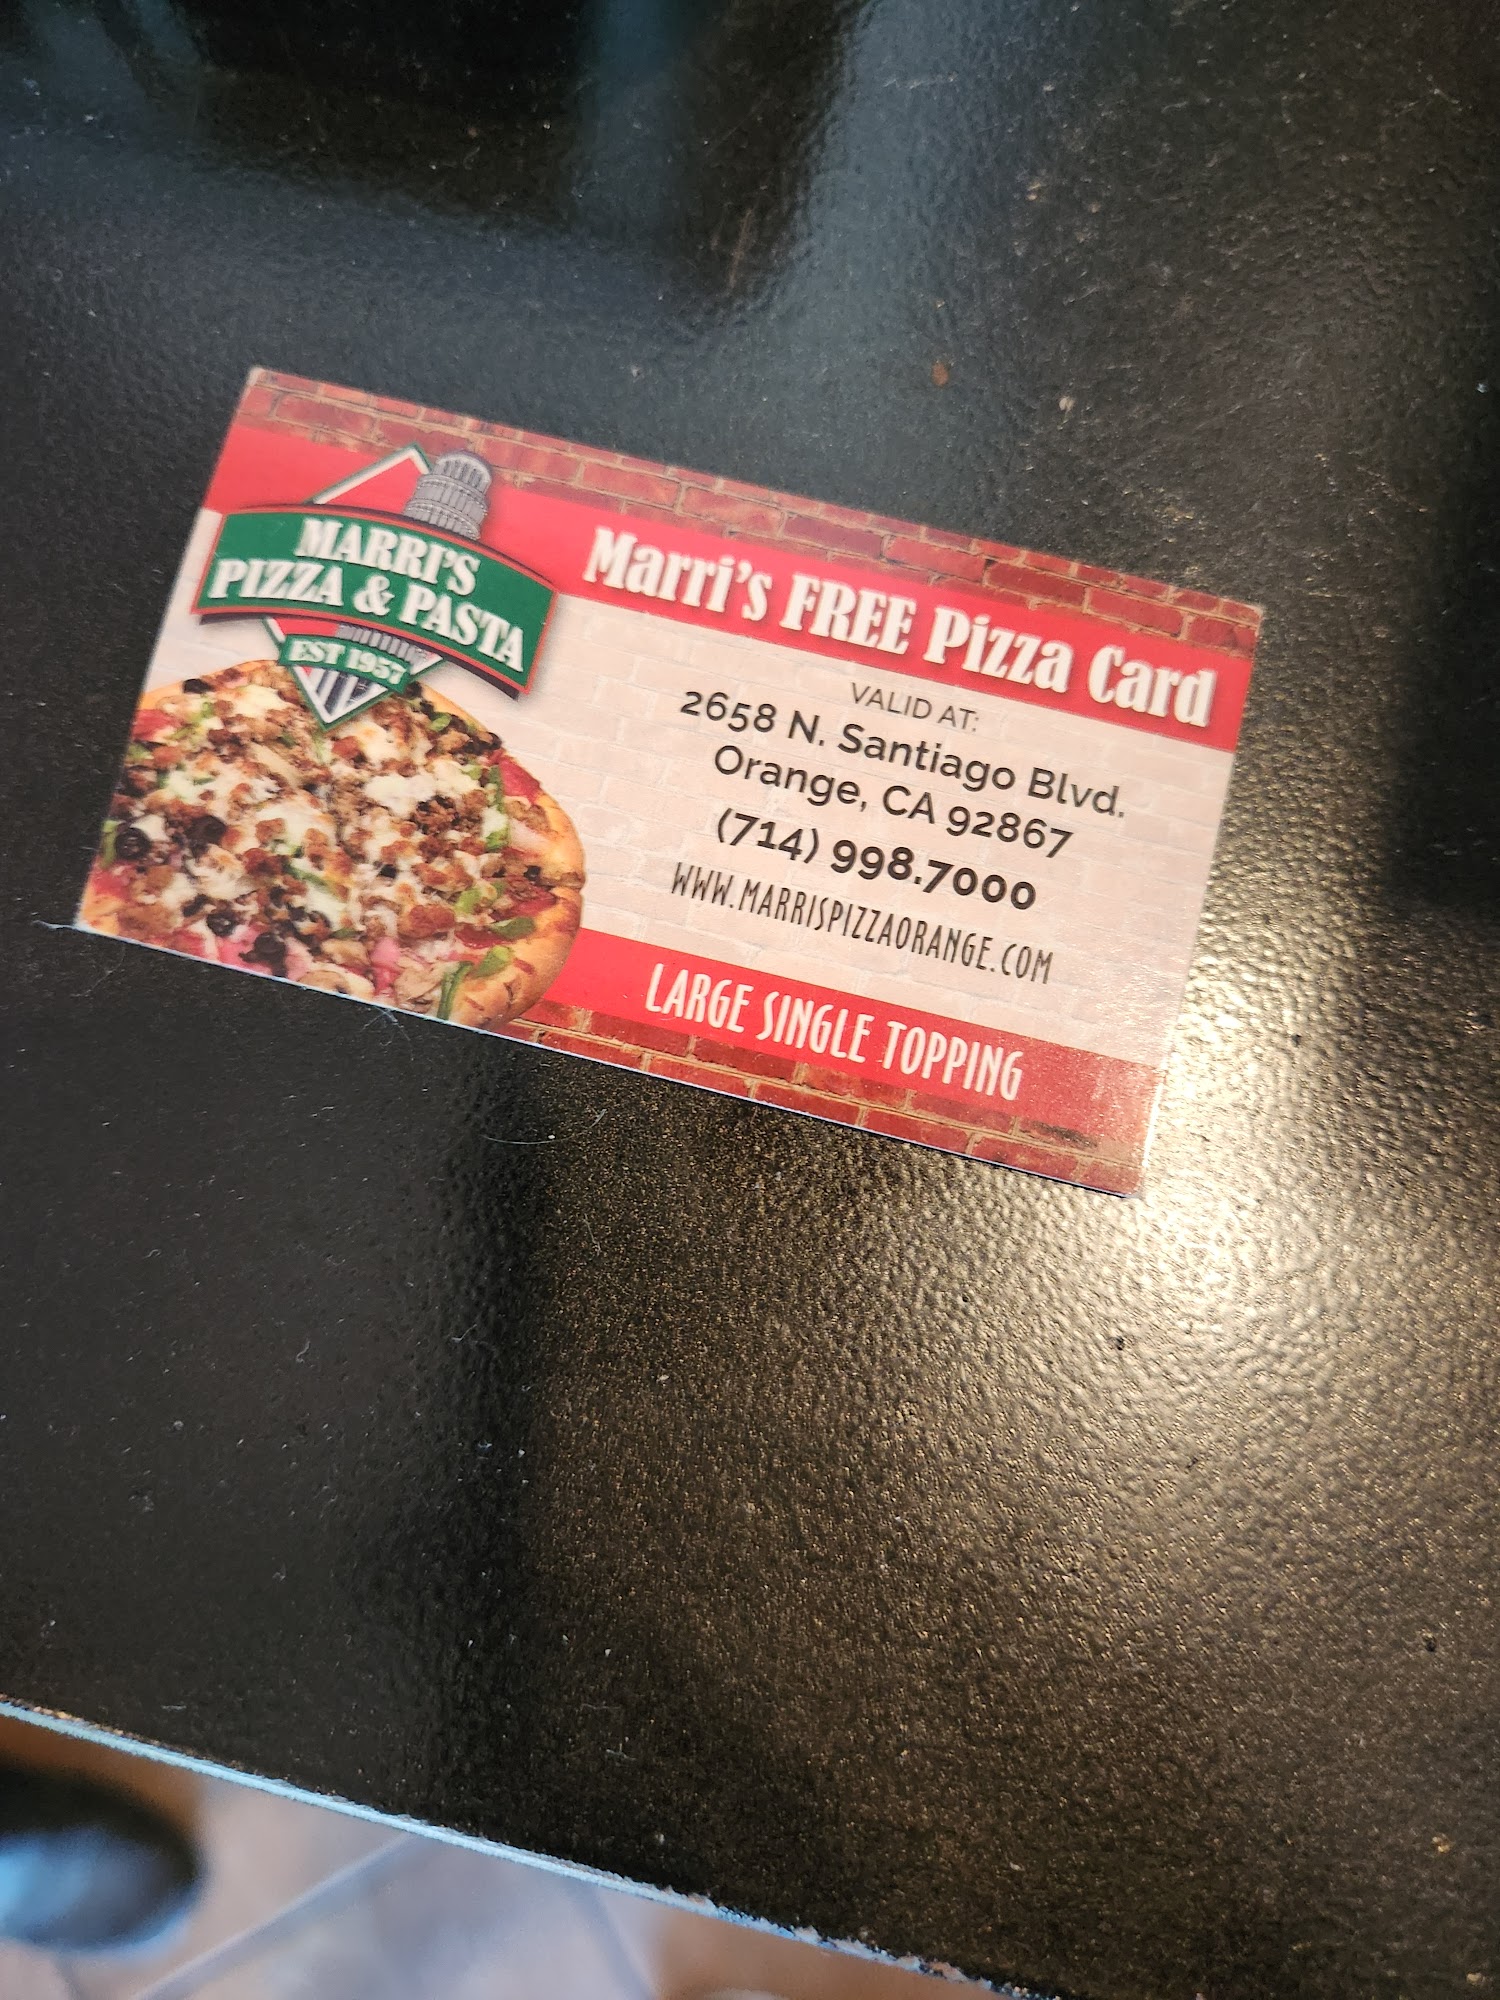 MARRI'S
PIZZA & PASTA
EST 1957
Marri's FREE Pizza Card
VALID AT:
2658 N. Santiago Blvd.
Orange, CA 92867
(714) 998.7000
WWW.MARRISPIZZAORANGE.COM
LARGE SINGLE TOPPING